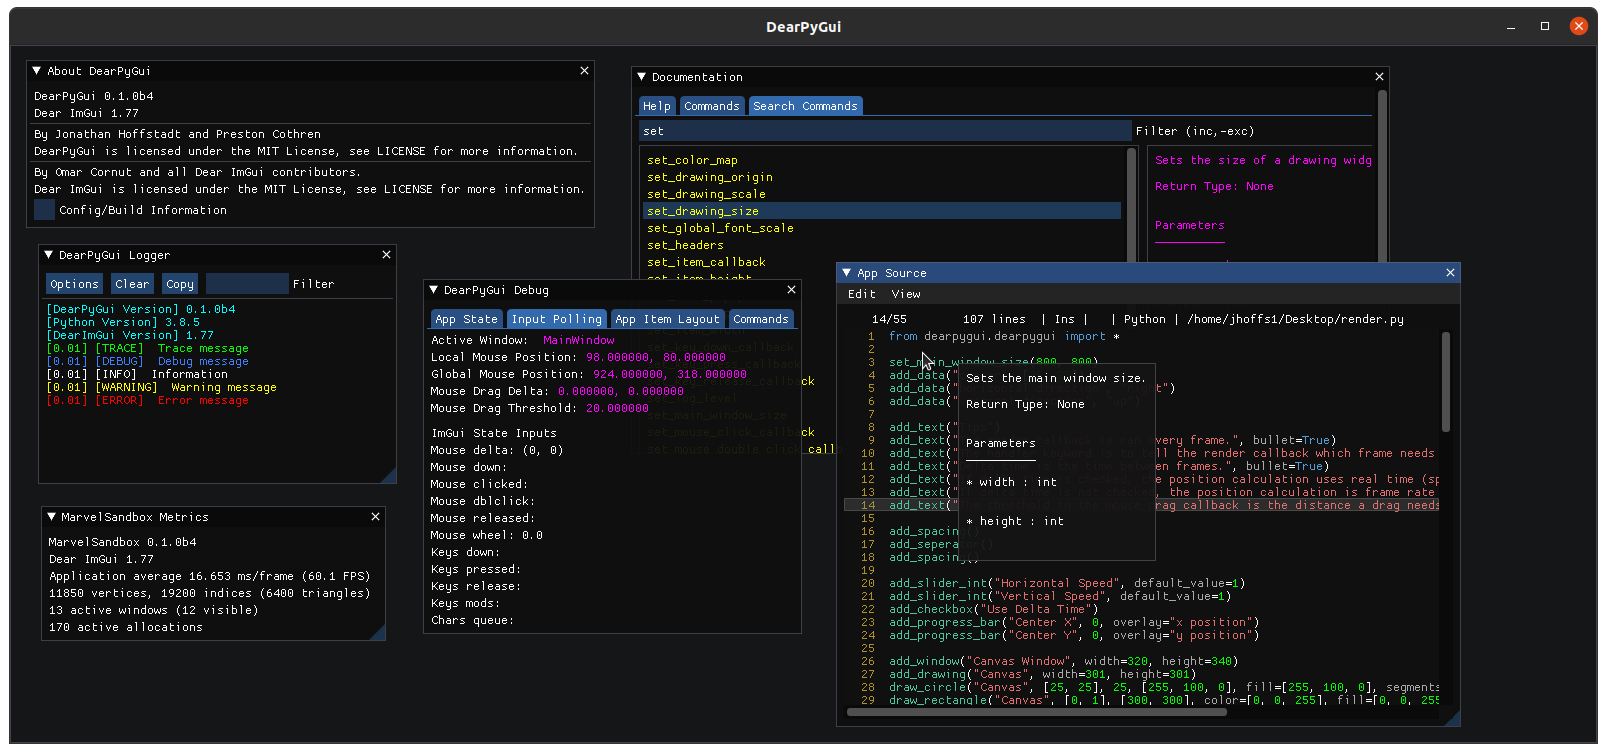 DearPyGui
About DearPyGui
DearPyGui 0.1.0b4
Dear ImGui 1.77
By Jonathan Hoffstadt and Preston Cothren
DearPyGui is licensed under the MIT License, see LICENSE for more information.
By Omar Cornut and all Dear ImGui contributors.
Dear ImGui is licensed under the MIT License, see LICENSE for more information.
Config/Build Information
DearPyGui Logger
Options Clear Copy Filter
[DearPyGui Version] 0.1.0b4
[Python Version] 3.8.5
[DearImGui Version] 1.77
[0.01] [TRACE] Trace message
[0.01] [DEBUG] Debug message
[0.01] [INFO] Information
[0.01] [WARNING] Warning message
[0.01] [ERROR] Error message
MarvelSandbox Metrics
MarvelSandbox 0.1.0b4
Dear ImGui 1.77
Application average 16.653 ms/frame (60.1 FPS)
11850 vertices, 19200 indices (6400 triangles)
13 active windows (12 visible)
170 active allocations
DearPyGui Debug
App State Input Polling App Item Layout Commands
Active Window: MainWindow
Local Mouse Position: 98.000000, 80.000000
Global Mouse Position: 924.000000, 318.000000
Mouse Drag Delta: 0.000000, 0.000000
Mouse Drag Threshold: 20.000000
ImGui State Inputs
Mouse delta: (0, 0)
Mouse down:
Mouse clicked:
Mouse dblclick:
Mouse released:
Mouse wheel: 0.0
Keys down:
Keys pressed:
Keys release:
Keys mods:
Chars queue:
Documentation
Help Commands Search Commands
set Filter (inc,-exc)
set_color_map
set_drawing_origin
set_drawing_scale
set_drawing_size
set_global_font_scale
set_headers
set_item_callback
set_item_height
set_key_down_callback
set_main_window_size
set_mouse_click_callback
set_mouse_double_click_call
Sets the size of a drawing widg
Return Type: None
Parameters
App Source
Edit View
14/55 107 lines | Ins | | Python | /home/jhoffs1/Desktop/render.py
1 from dearpygui.dearpygui import *
2
3 set_main_window_size(800, 800)
4 add_data("
5 add_data("
6 add_data("
7
8 add_text("
9 add_text(" every frame.", bullet=True)
10 add_text(" to tell the render callback which frame needs
11 add_text(" between frames.", bullet=True)
12 add_text(" the position calculation uses real time (sp
13 add_text(" the position calculation is frame rate
14 add_text(" drag callback is the distance a drag needs
15
16 add_spacing()
17 add_seperator()
18 add_spacing()
19
20 add_slider_int("Horizontal Speed", default_value=1)
21 add_slider_int("Vertical Speed", default_value=1)
22 add_checkbox("Use Delta Time")
23 add_progress_bar("Center X", 0, overlay="x position")
24 add_progress_bar("Center Y", 0, overlay="y position")
25
26 add_window("Canvas Window", width=320, height=340)
27 add_drawing("Canvas", width=301, height=301)
28 draw_circle("Canvas", [25, 25], 25, [255, 100, 0], fill=[255, 100, 0], segments
29 draw_rectangle("Canvas", [0, 1], [300, 300], color=[0, 0, 255], fill=[0, 0, 255
Sets the main window size.
Return Type: None
Parameters
* width : int
* height : int